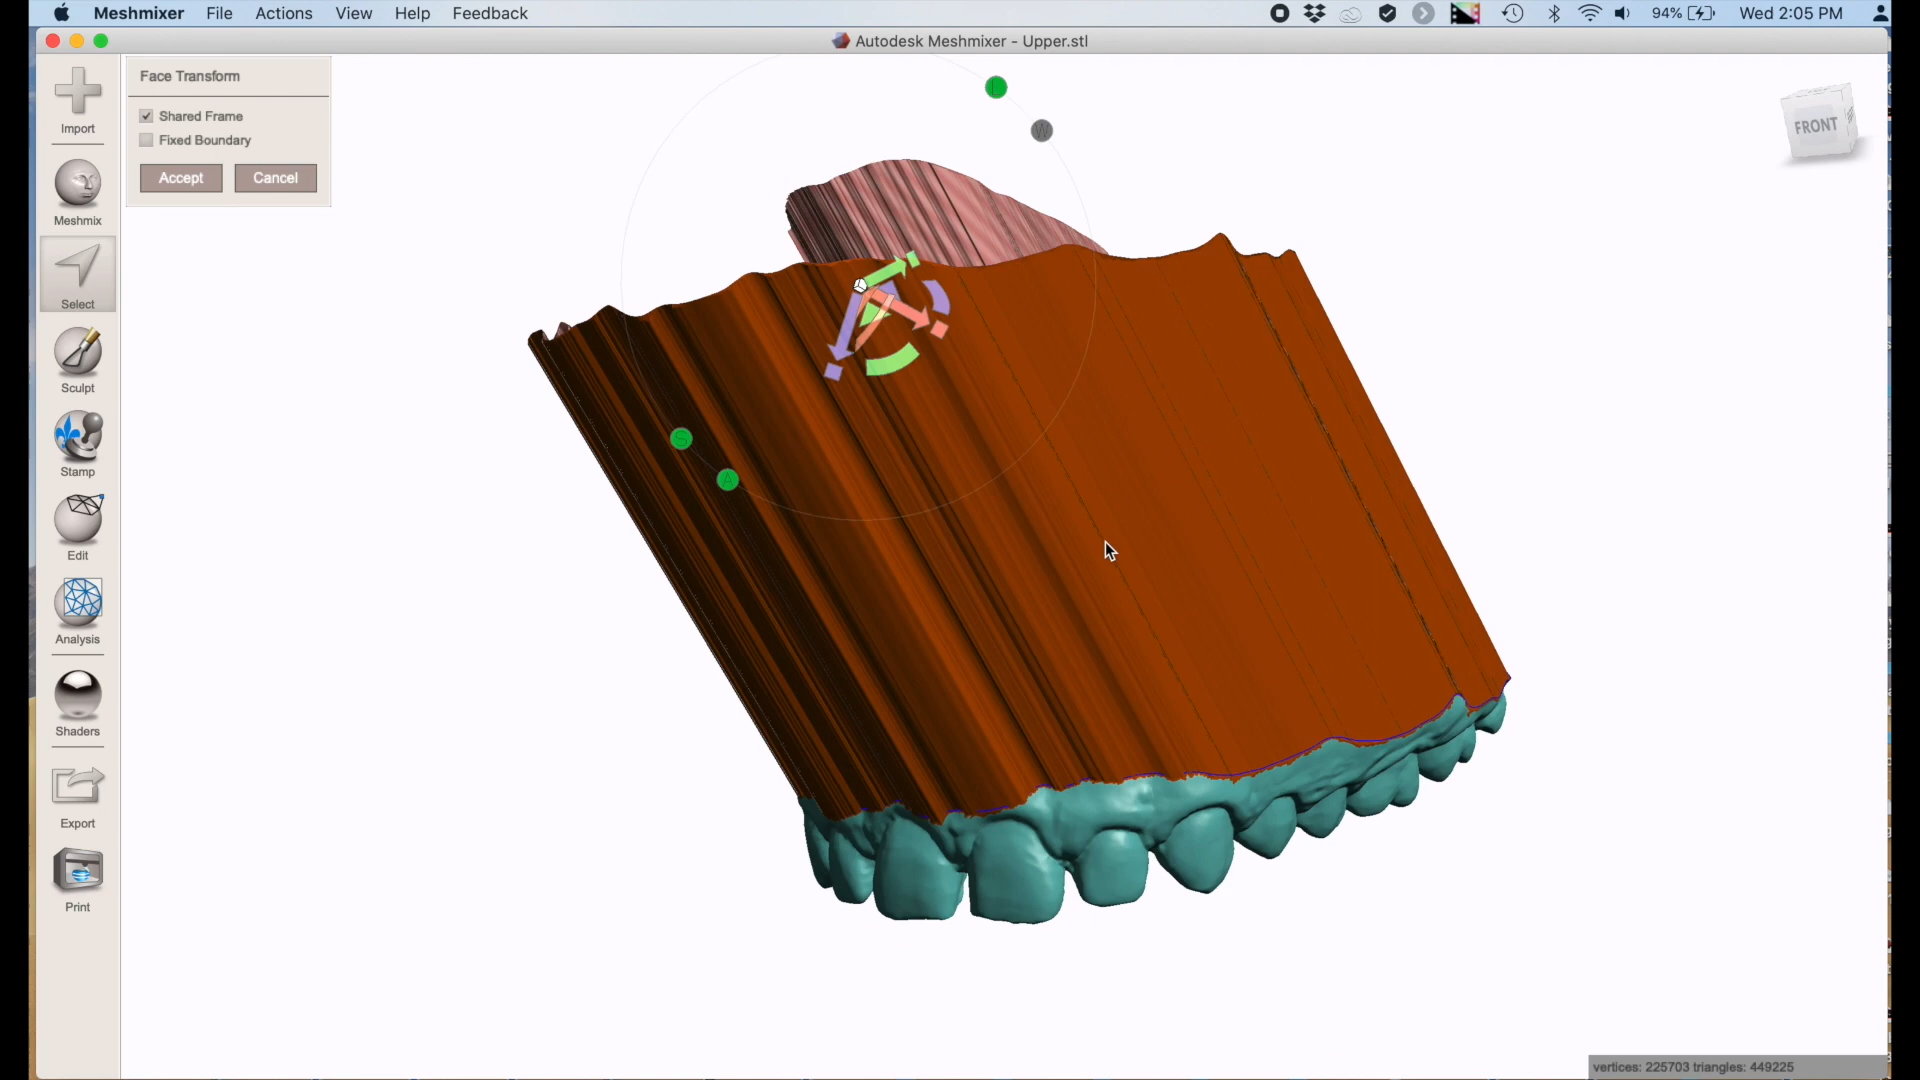 Meshmixer File Actions View Help Feedback 94% Wed 2:05 PM
Autodesk Meshmixer - Upper.stl
Face Transform
Shared Frame
Fixed Boundary
Accept Cancel
Import
Meshmix
Select
Sculpt
Stamp
Edit
Analysis
Shaders
Export
Print
L
W
S
A
FRONT
vertices: 225703 triangles: 449225